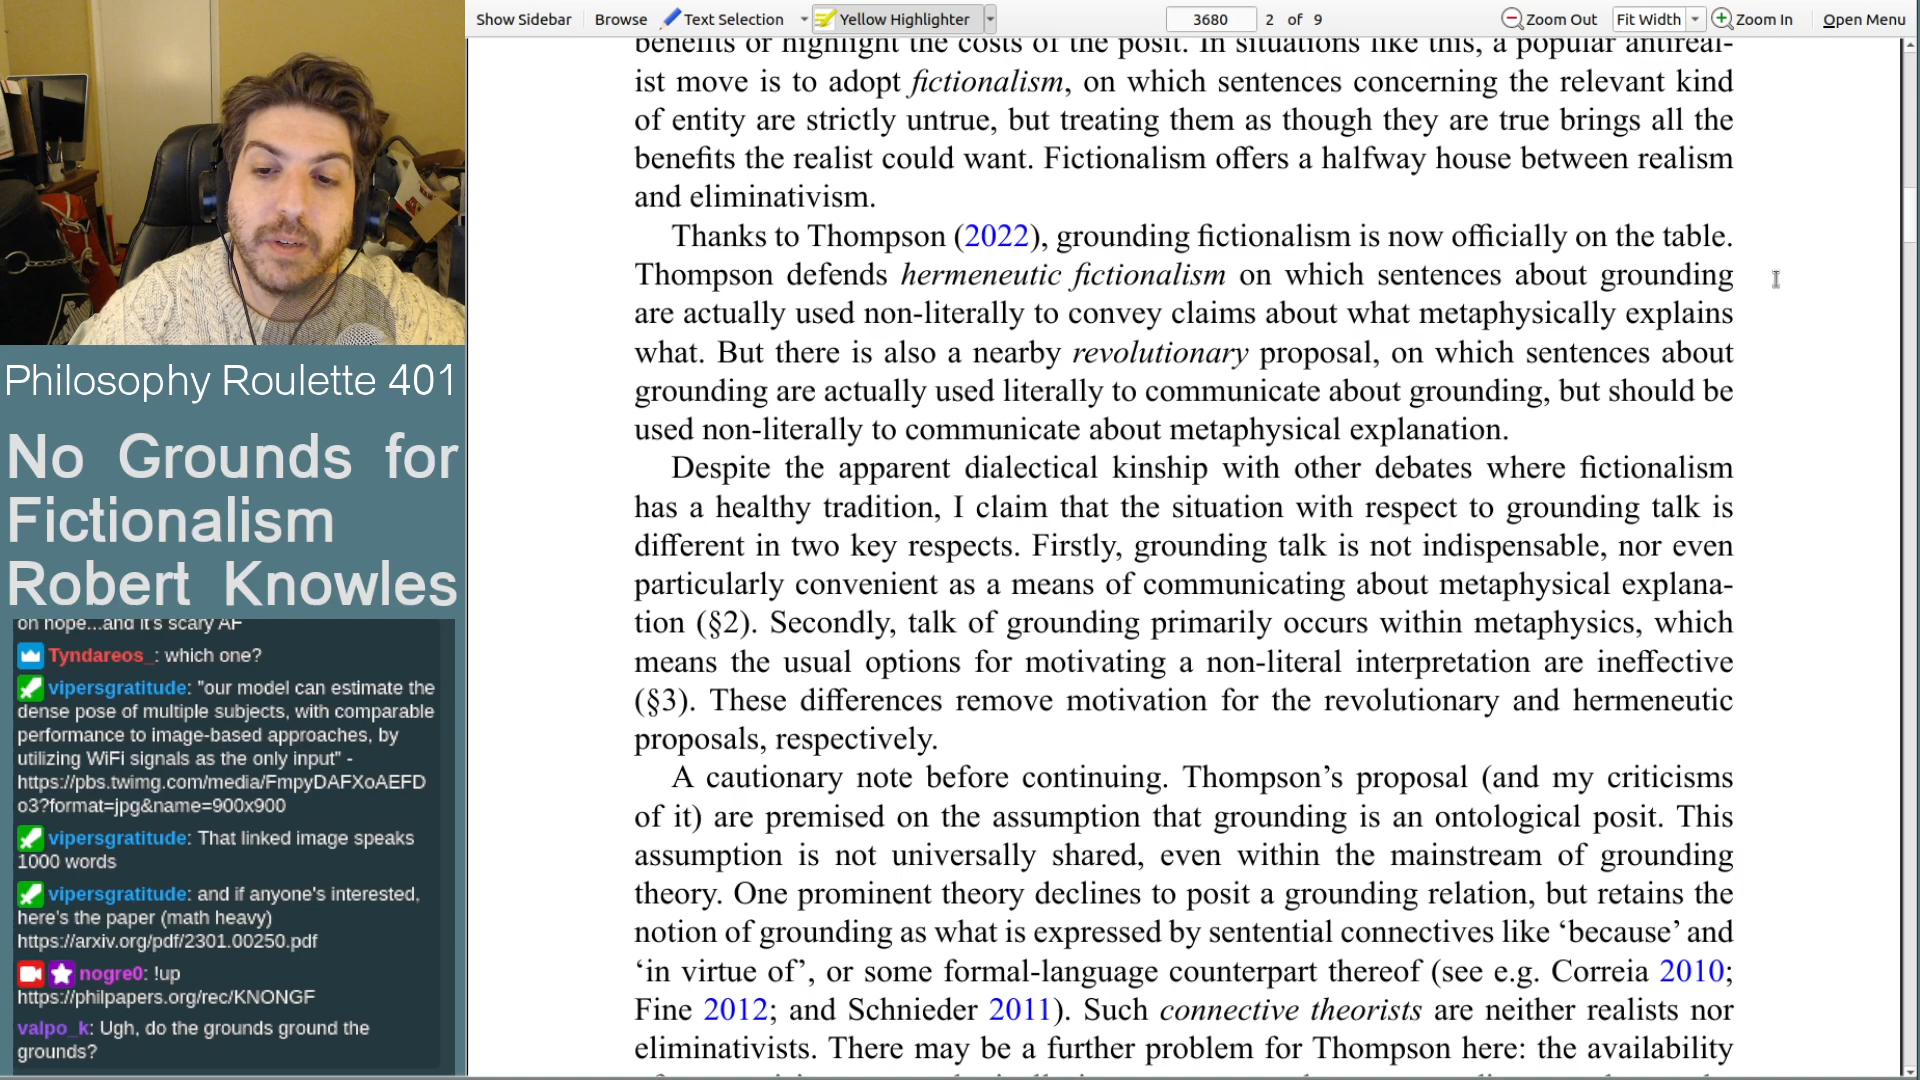 Show Sidebar Browse Text Selection Yellow Highlighter 3680 2 of 9 Zoom Out Fit Width Zoom In Open Menu
benefits or highlight the costs of the posit. In situations like this, a popular antireal-
ist move is to adopt fictionalism, on which sentences concerning the relevant kind
of entity are strictly untrue, but treating them as though they are true brings all the
benefits the realist could want. Fictionalism offers a halfway house between realism
and eliminativism.
Thanks to Thompson (2022), grounding fictionalism is now officially on the table.
Thompson defends hermeneutic fictionalism on which sentences about grounding
are actually used non-literally to convey claims about what metaphysically explains
what. But there is also a nearby revolutionary proposal, on which sentences about
grounding are actually used literally to communicate about grounding, but should be
used non-literally to communicate about metaphysical explanation.
Despite the apparent dialectical kinship with other debates where fictionalism
has a healthy tradition, I claim that the situation with respect to grounding talk is
different in two key respects. Firstly, grounding talk is not indispensable, nor even
particularly convenient as a means of communicating about metaphysical explana-
tion (§2). Secondly, talk of grounding primarily occurs within metaphysics, which
means the usual options for motivating a non-literal interpretation are ineffective
(§3). These differences remove motivation for the revolutionary and hermeneutic
proposals, respectively.
A cautionary note before continuing. Thompson's proposal (and my criticisms
of it) are premised on the assumption that grounding is an ontological posit. This
assumption is not universally shared, even within the mainstream of grounding
theory. One prominent theory declines to posit a grounding relation, but retains the
notion of grounding as what is expressed by sentential connectives like ‘because’ and
‘in virtue of’, or some formal-language counterpart thereof (see e.g. Correia 2010;
Fine 2012; and Schnieder 2011). Such connective theorists are neither realists nor
eliminativists. There may be a further problem for Thompson here: the availability
Philosophy Roulette 401
No Grounds for
Fictionalism
Robert Knowles
on hope...and it's scary AF
Tyndareos_: which one?
vipersgratitude: "our model can estimate the
dense pose of multiple subjects, with comparable
performance to image-based approaches, by
utilizing WiFi signals as the only input" -
https://pbs.twimg.com/media/FmpyDAFXoAEFD
o3?format=jpg&name=900x900
vipersgratitude: That linked image speaks
1000 words
vipersgratitude: and if anyone's interested,
here's the paper (math heavy)
https://arxiv.org/pdf/2301.00250.pdf
nogre0: !up
https://philpapers.org/rec/KNONGF
valpo_k: Ugh, do the grounds ground the
grounds?